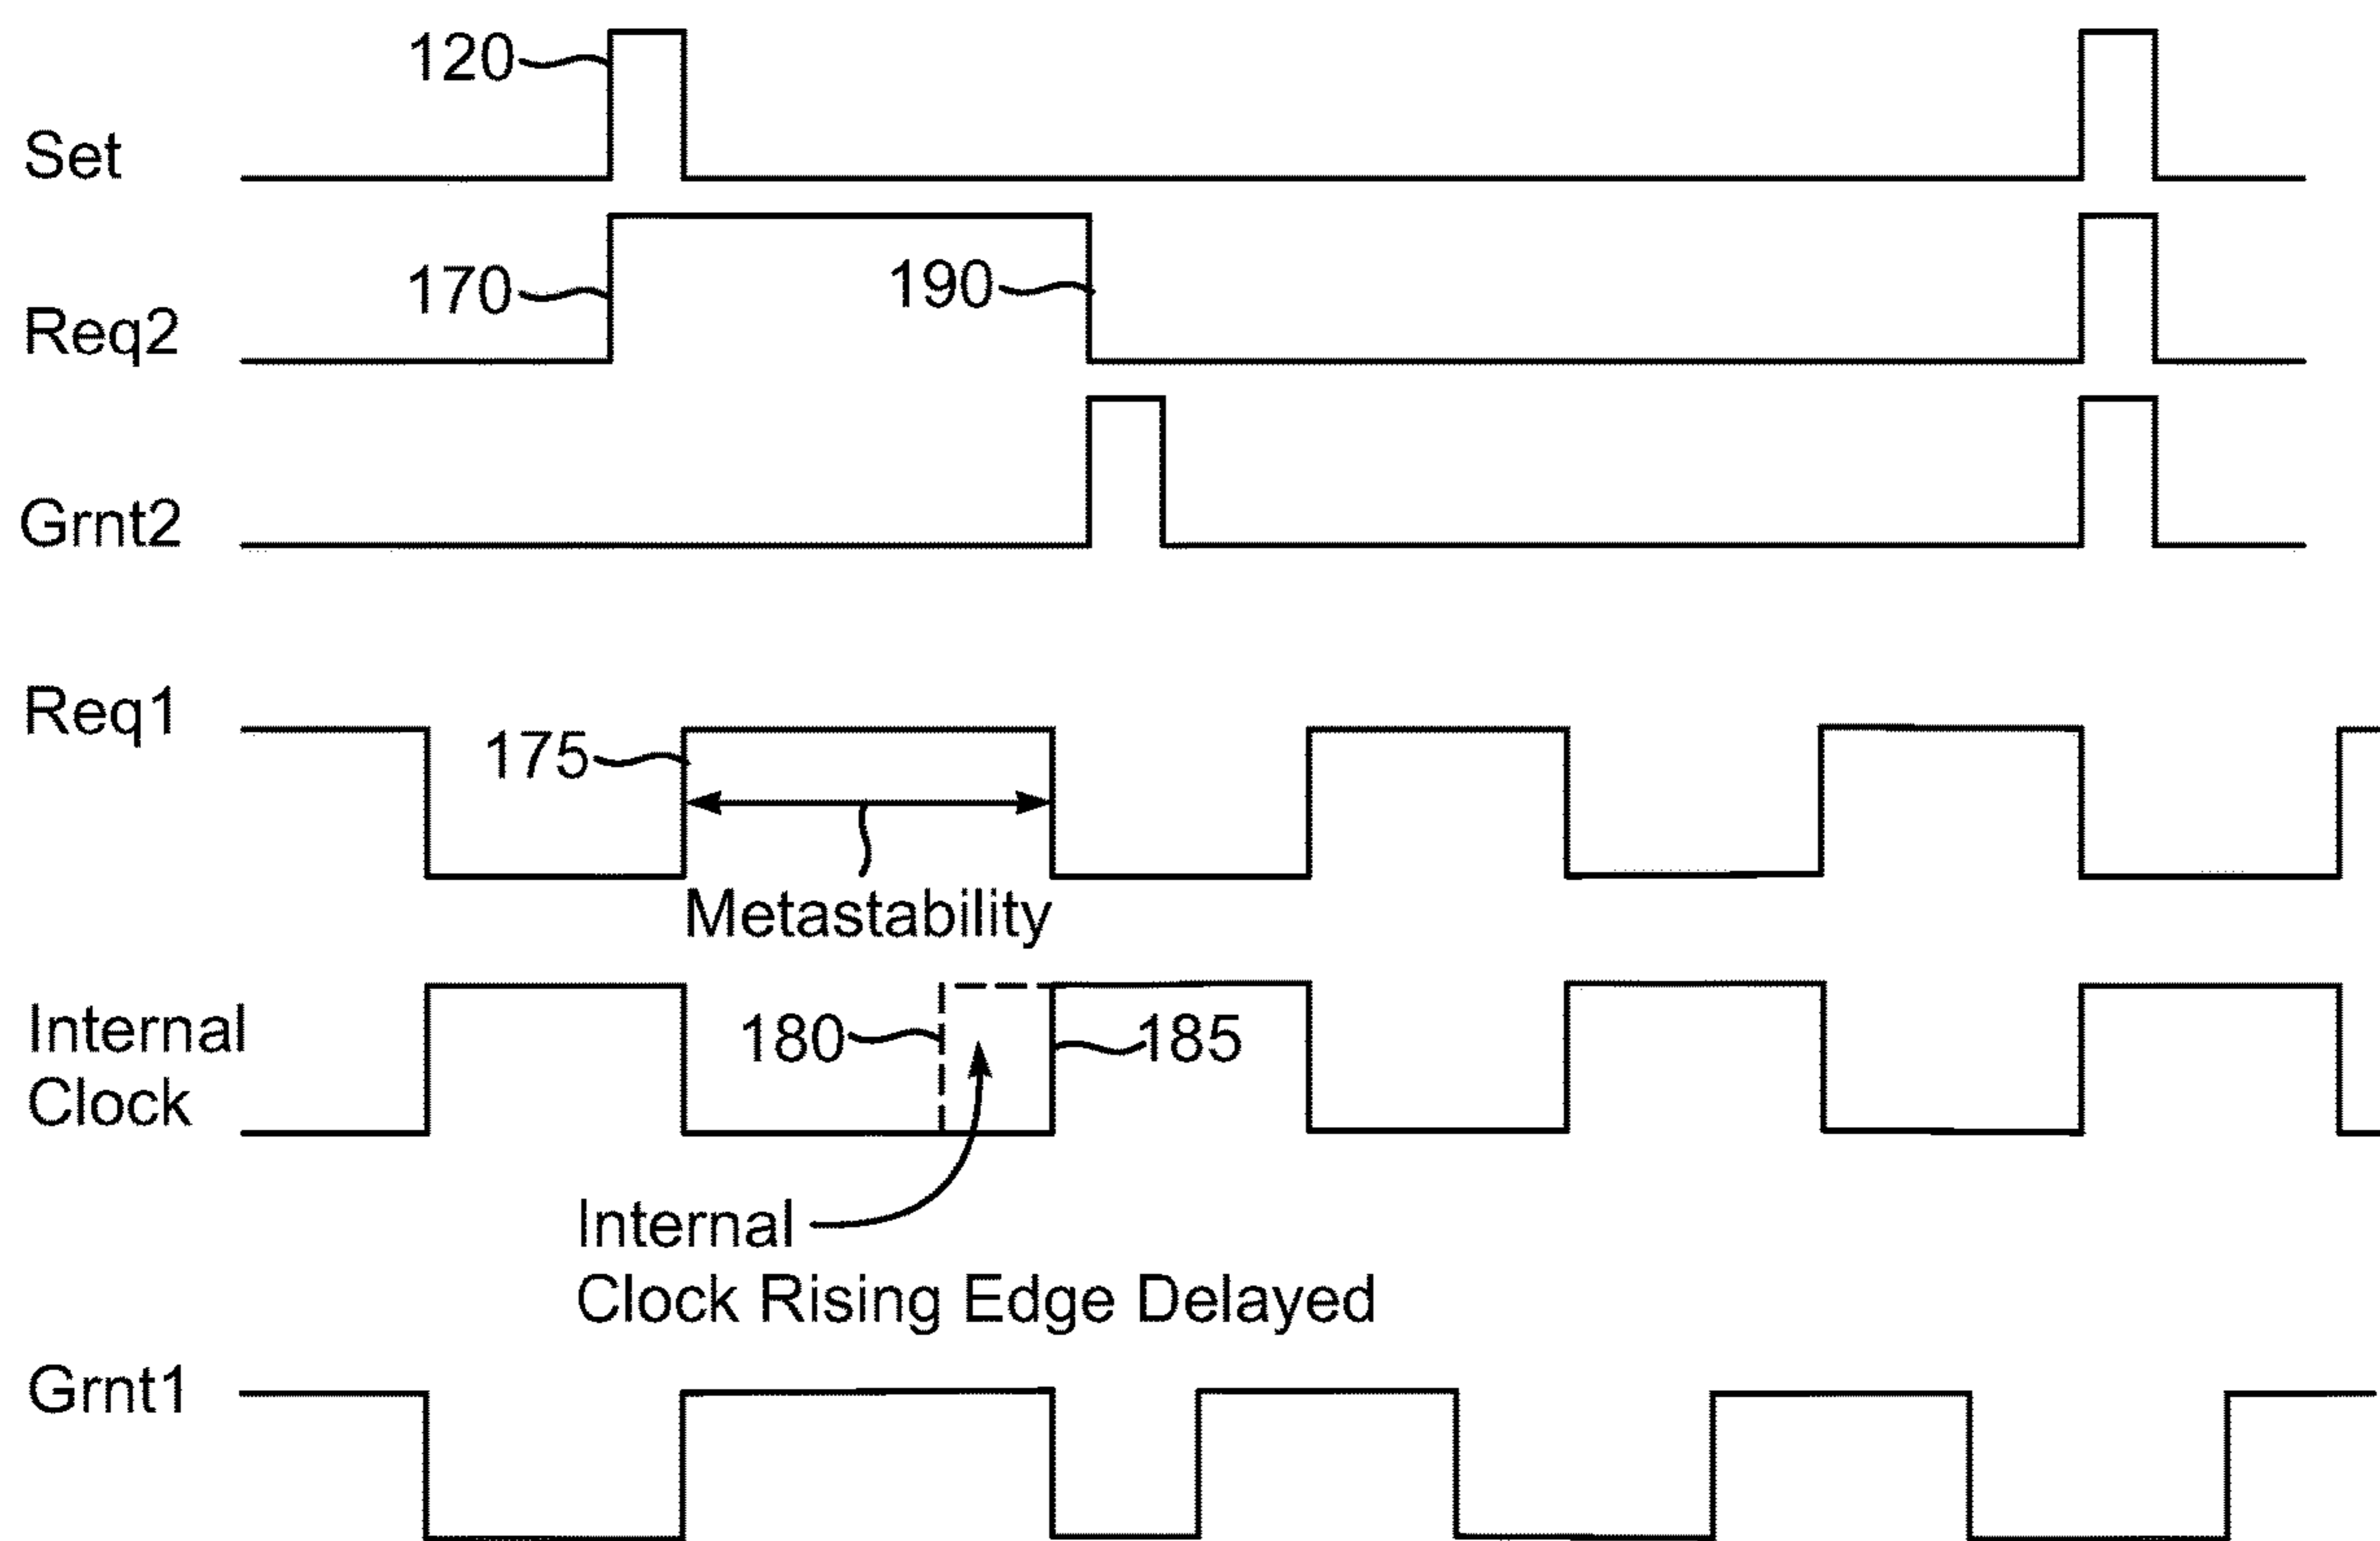 120
Set
170
190
Req2
Grnt2
Req1
175
Metastability
Internal
Clock
180
185
Internal
Clock Rising Edge Delayed
Grnt1